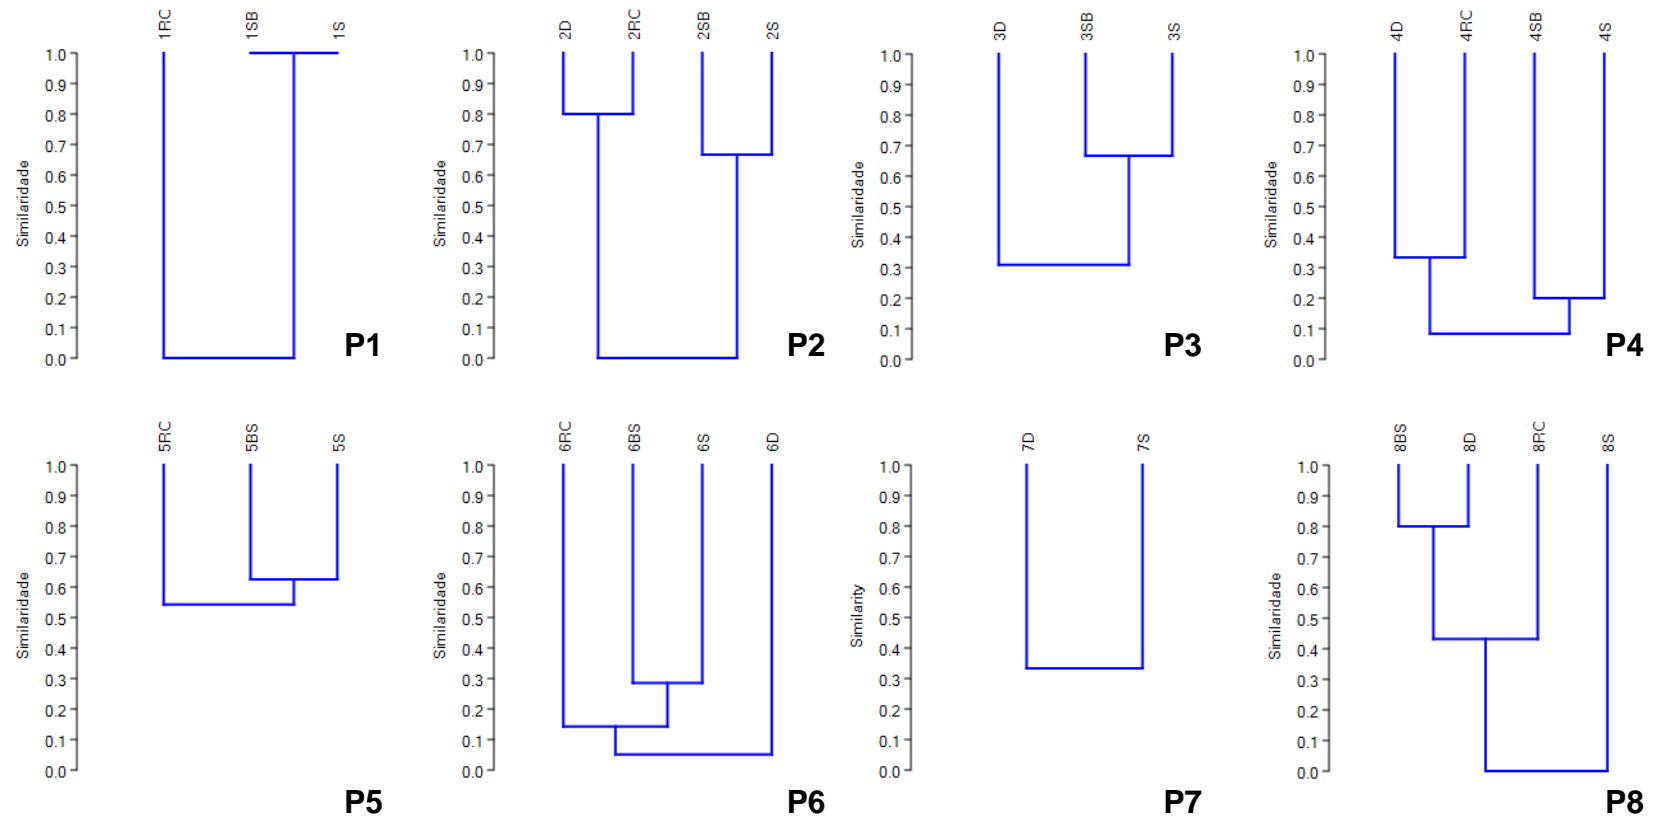 1RC
1SB
1S
Similaridade
1.0
0.9
0.8
0.7
0.6
0.5
0.4
0.3
0.2
0.1
0.0
P1
2D
2RC
2SB
2S
Similaridade
1.0
0.9
0.8
0.7
0.6
0.5
0.4
0.3
0.2
0.1
0.0
P2
3D
3SB
3S
Similaridade
1.0
0.9
0.8
0.7
0.6
0.5
0.4
0.3
0.2
0.1
0.0
P3
4D
4RC
4SB
4S
Similaridade
1.0
0.9
0.8
0.7
0.6
0.5
0.4
0.3
0.2
0.1
0.0
P4
5RC
5BS
5S
Similaridade
1.0
0.9
0.8
0.7
0.6
0.5
0.4
0.3
0.2
0.1
0.0
P5
6RC
6BS
6S
6D
Similaridade
1.0
0.9
0.8
0.7
0.6
0.5
0.4
0.3
0.2
0.1
0.0
P6
7D
7S
Similarity
1.0
0.9
0.8
0.7
0.6
0.5
0.4
0.3
0.2
0.1
0.0
P7
8BS
8D
8RC
8S
Similaridade
1.0
0.9
0.8
0.7
0.6
0.5
0.4
0.3
0.2
0.1
0.0
P8